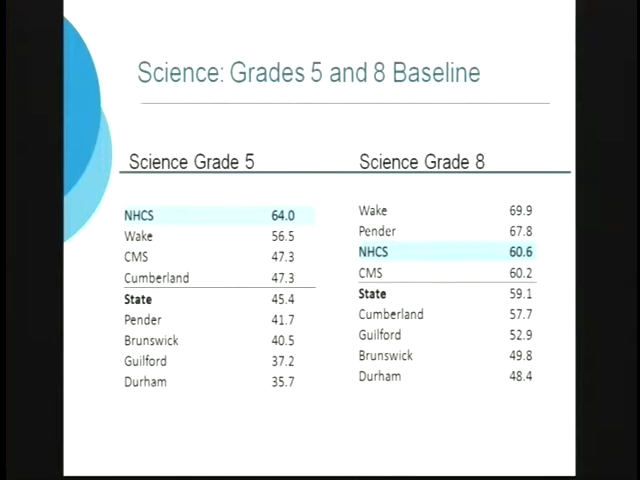 Science: Grades 5 and 8 Baseline
Science Grade 5
NHCS 64.0
Wake 56.5
CMS 47.3
Cumberland 47.3
State 45.4
Pender 41.7
Brunswick 40.5
Guilford 37.2
Durham 35.7
Science Grade 8
Wake 69.9
Pender 67.8
NHCS 60.6
CMS 60.2
State 59.1
Cumberland 57.7
Guilford 52.9
Brunswick 49.8
Durham 48.4